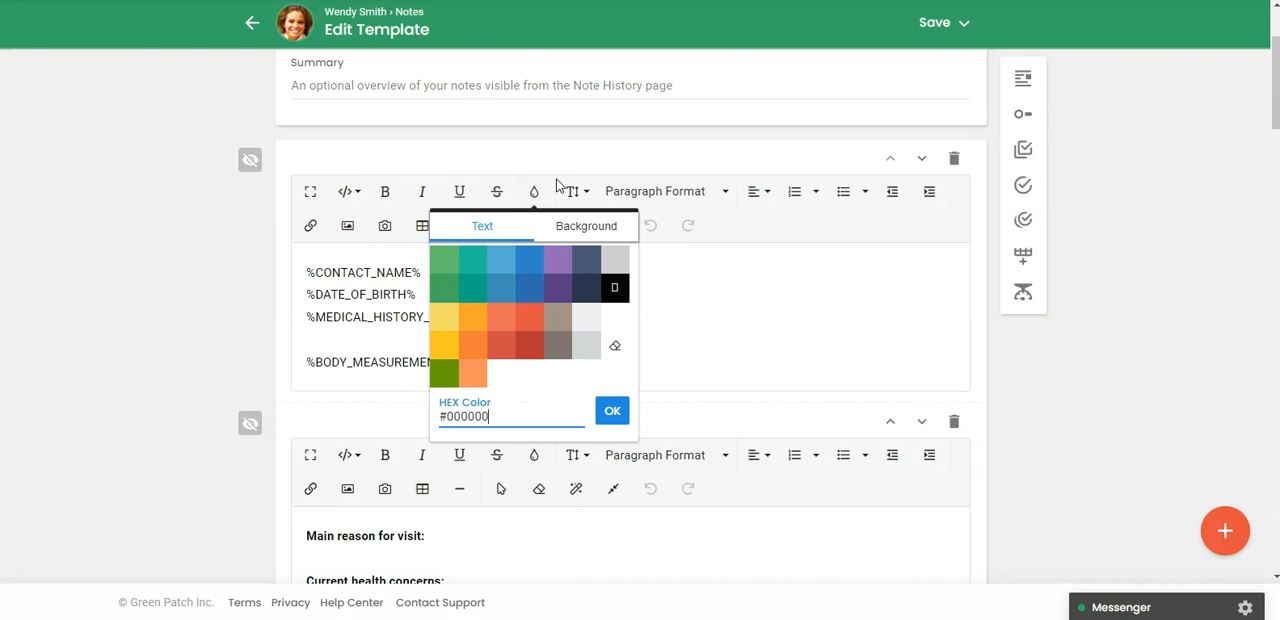 Wendy Smith › Notes
Edit Template
Save
Summary
An optional overview of your notes visible from the Note History page
B I U S Paragraph Format
Text Background
%CONTACT_NAME%
%DATE_OF_BIRTH%
%MEDICAL_HISTORY_
%BODY_MEASUREMEN
HEX Color
#000000
OK
B I U S Paragraph Format
Main reason for visit:
Current health concerns:
© Green Patch Inc. Terms Privacy Help Center Contact Support
Messenger